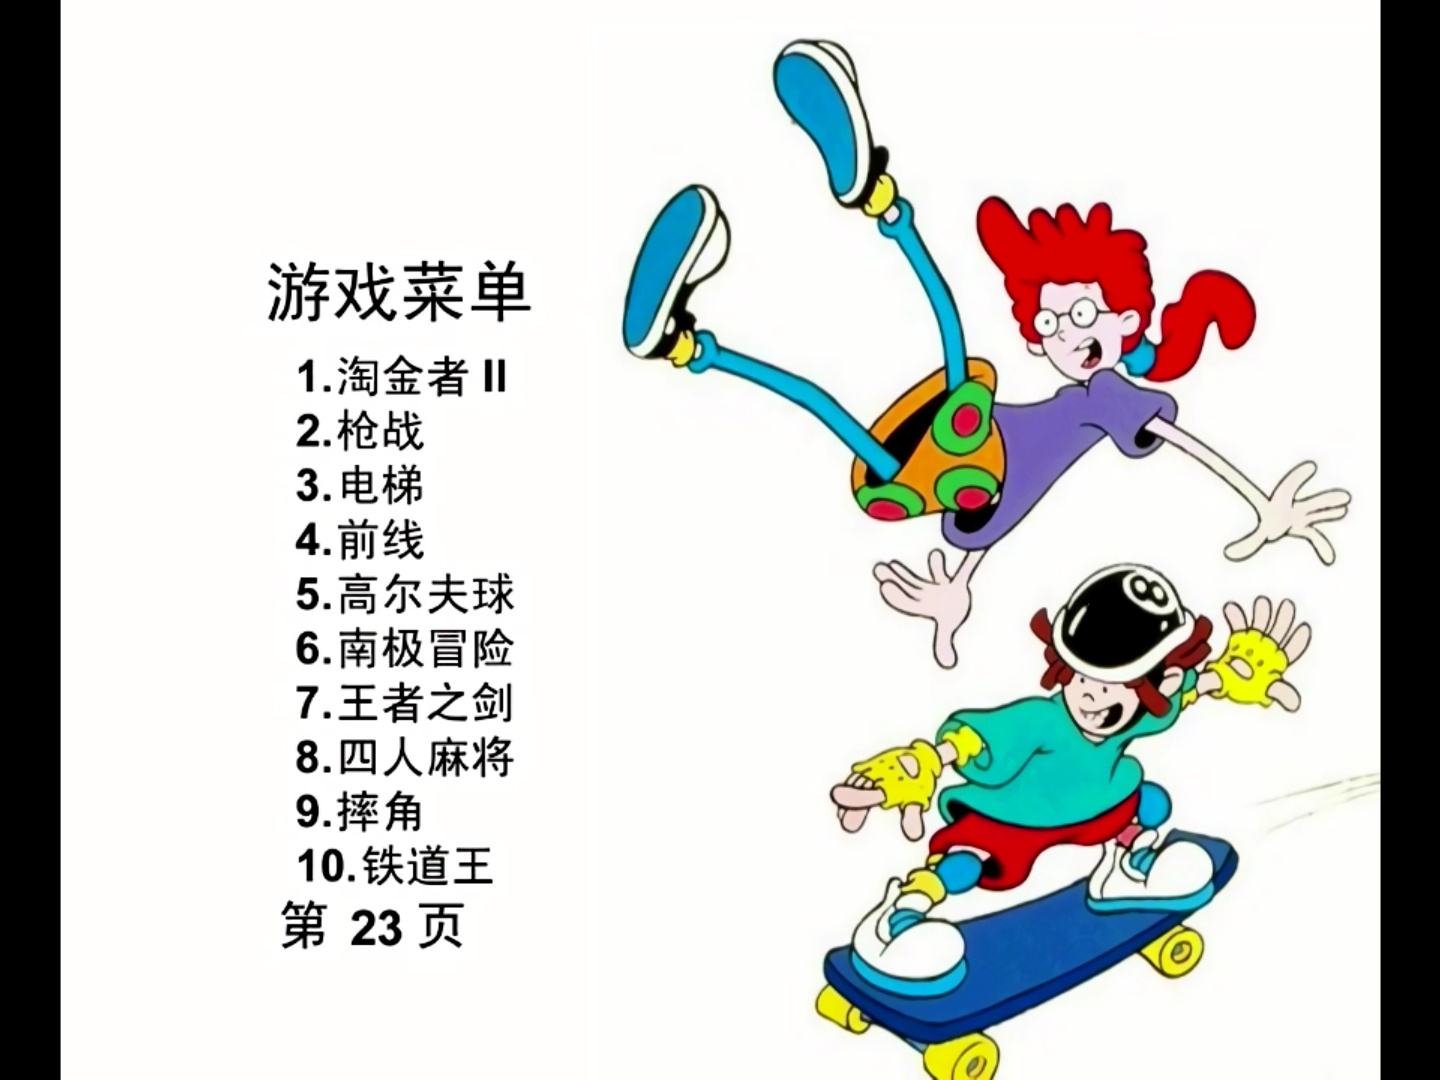 游戏菜单
1.淘金者 II
2.枪战
3.电梯
4.前线
5.高尔夫球
6.南极冒险
7.王者之剑
8.四人麻将
9.摔角
10.铁道王
第 23 页
8